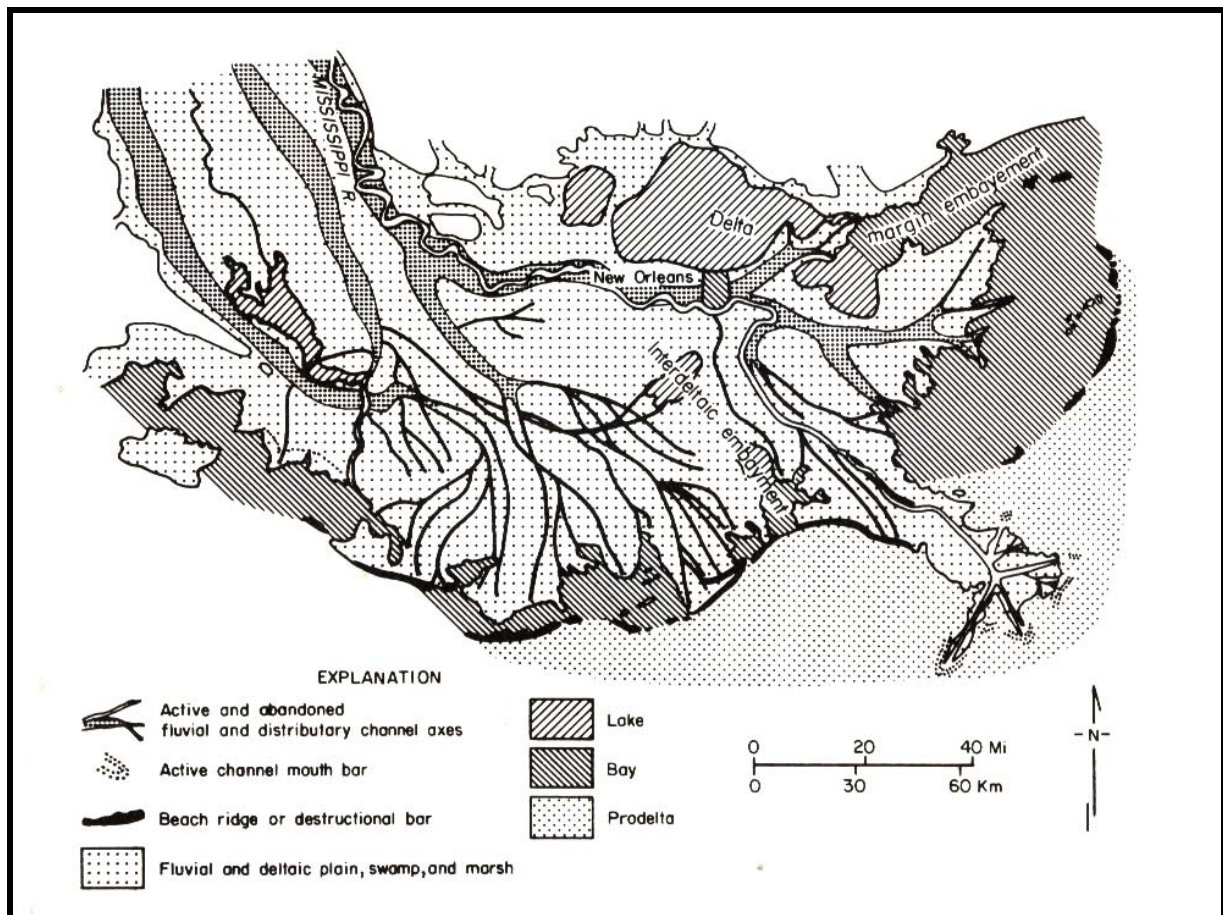 MISSISSIPPI R
Delta
margin embayement
New Orleans
Interdeltaic embayment
EXPLANATION
Active and abandoned
fluvial and distributary channel axes
Active channel mouth bar
Beach ridge or destructional bar
Fluvial and deltaic plain, swamp, and marsh
Lake
Bay
Prodelta
0 20 40 Mi
0 30 60 Km
-N-